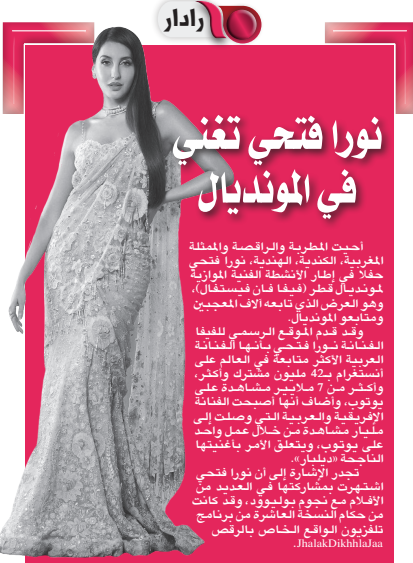 رادار
نورا فتحي تغني
في المونديال
أحيت المطربة والراقصة والممثلة
المغربية، الكندية، الهندية، نورا فتحي
حفلا في إطار الأنشطة الفنية الموازية
لمونديال قطر (فيفا فان فيستفال)،
وهو العرض الذي تابعه آلاف المعجبين
ومتابعو المونديال.
وقد قدم الموقع الرسمي للفيفا
الفنانة نورا فتحي بأنها الفنانة
العربية الأكثر متابعة في العالم على
أنستغرام بـ42 مليون مشترك وأكثر،
وأكثر من 7 ملايير مشاهدة على
يوتوب، وأضاف أنها أصبحت الفنانة
الأفريقية والعربية التي وصلت إلى
مليار مشاهدة من خلال عمل واحد
على يوتوب، ويتعلق الأمر بأغنيتها
الناجحة «ديلبار».
تجدر الإشارة إلى أن نورا فتحي
اشتهرت بمشاركتها في العديد من
الأفلام مع نجوم بوليوود، وقد كانت
من حكام النسخة العاشرة من برنامج
تلفزيون الواقع الخاص بالرقص
JhalakDikhhlaJaa.